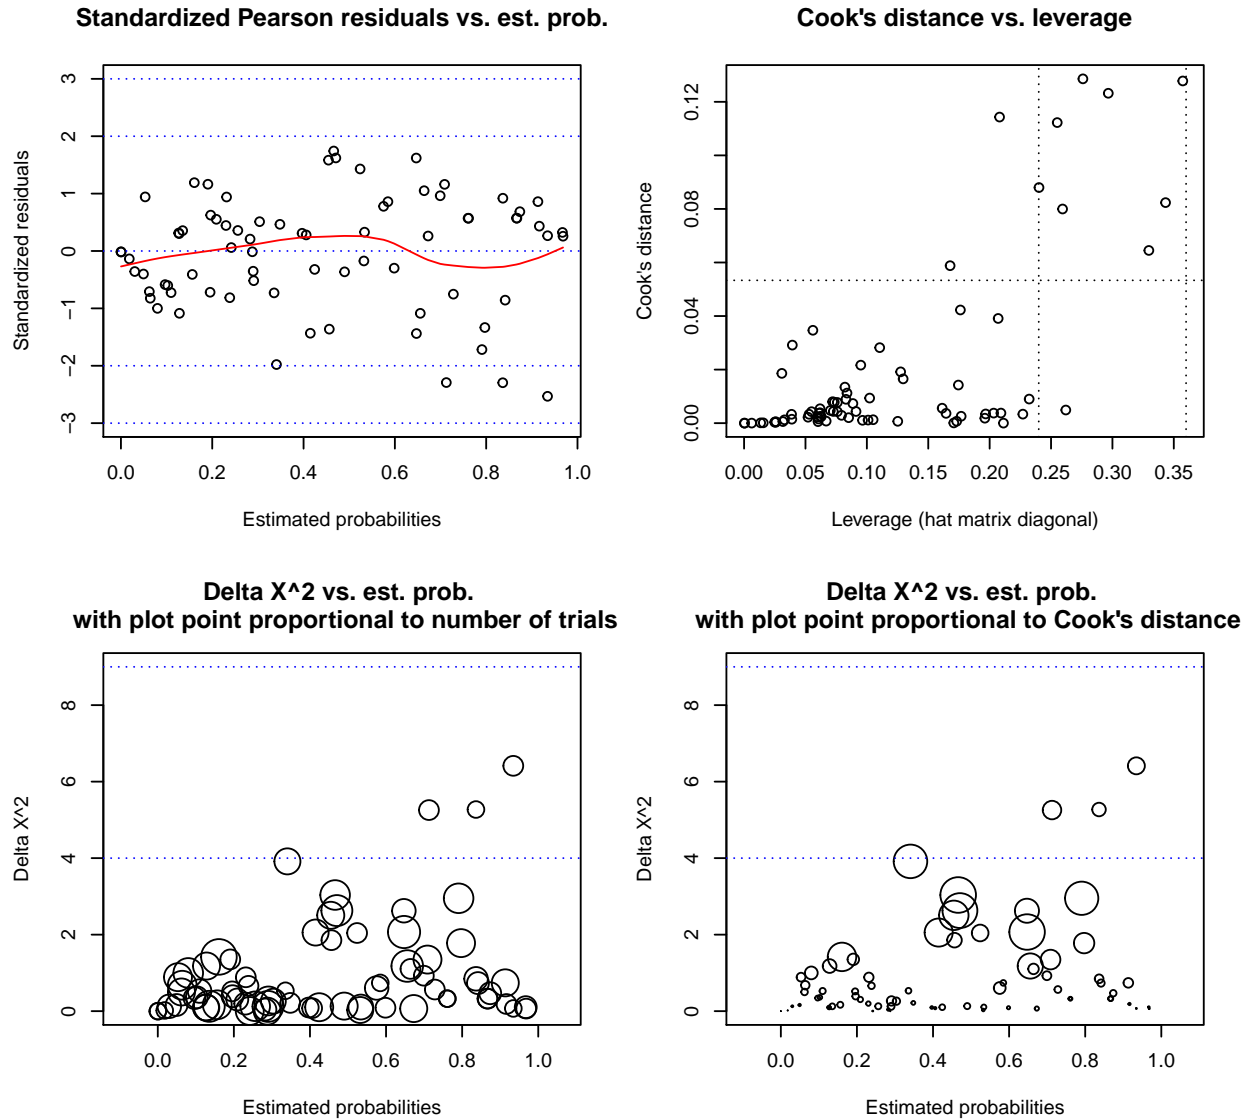 Standardized Pearson residuals vs. est. prob.
Standardized residuals
3
2
1
0
−1
−2
−3
0.0 0.2 0.4 0.6 0.8 1.0
Estimated probabilities
Cook's distance vs. leverage
Cook's distance
0.12
0.08
0.04
0.00
0.00 0.05 0.10 0.15 0.20 0.25 0.30 0.35
Leverage (hat matrix diagonal)
Delta X^2 vs. est. prob.
with plot point proportional to number of trials
Delta X^2
8
6
4
2
0
0.0 0.2 0.4 0.6 0.8 1.0
Estimated probabilities
Delta X^2 vs. est. prob.
with plot point proportional to Cook's distance
Delta X^2
8
6
4
2
0
0.0 0.2 0.4 0.6 0.8 1.0
Estimated probabilities